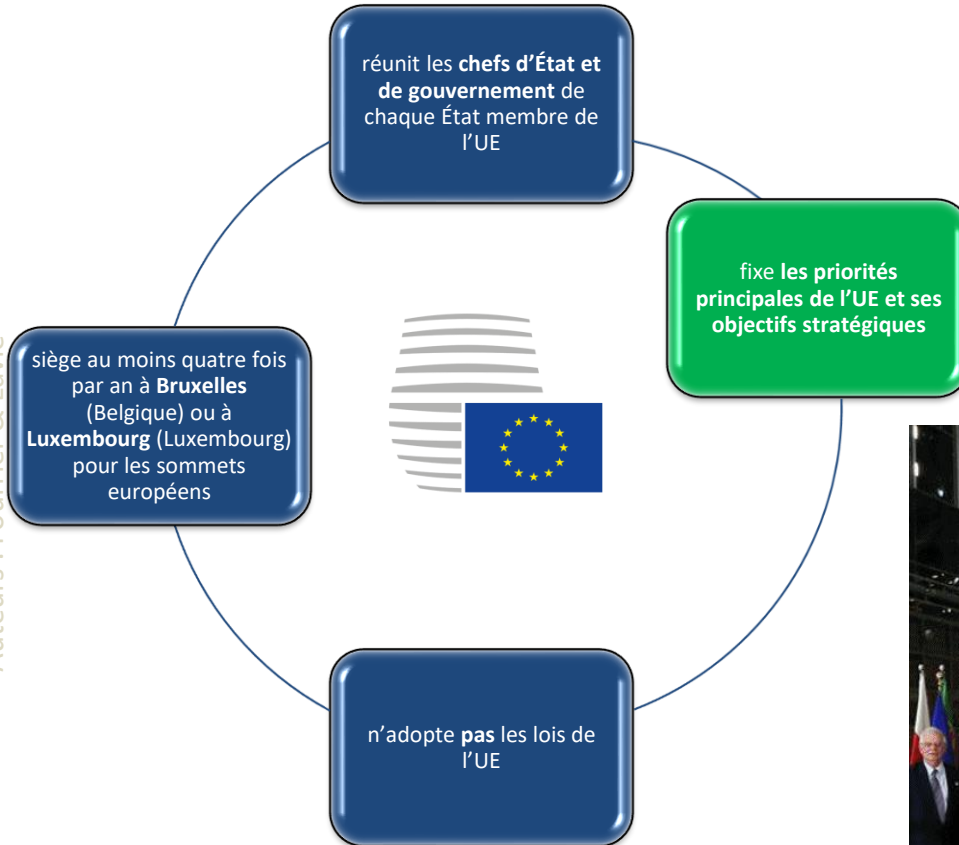 réunit les chefs d’État et
de gouvernement de
chaque État membre de
l’UE
fixe les priorités
principales de l’UE et ses
objectifs stratégiques
siège au moins quatre fois
par an à Bruxelles
(Belgique) ou à
Luxembourg (Luxembourg)
pour les sommets
européens
n’adopte pas les lois de
l’UE